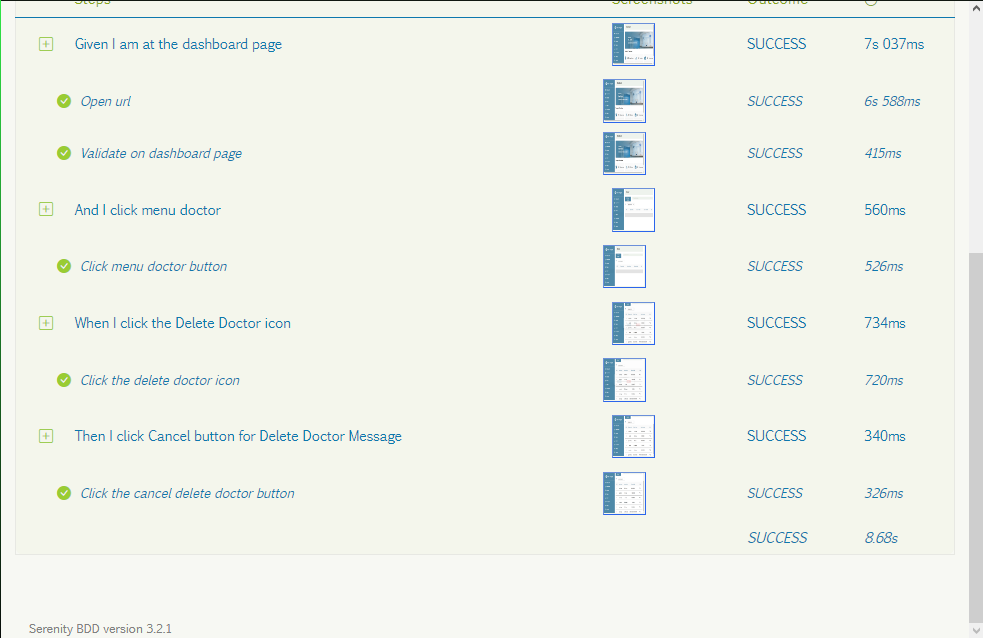 Steps Screenshots Outcome
Given I am at the dashboard page SUCCESS 7s 037ms
Open url SUCCESS 6s 588ms
Validate on dashboard page SUCCESS 415ms
And I click menu doctor SUCCESS 560ms
Click menu doctor button SUCCESS 526ms
When I click the Delete Doctor icon SUCCESS 734ms
Click the delete doctor icon SUCCESS 720ms
Then I click Cancel button for Delete Doctor Message SUCCESS 340ms
Click the cancel delete doctor button SUCCESS 326ms
SUCCESS 8.68s
Serenity BDD version 3.2.1